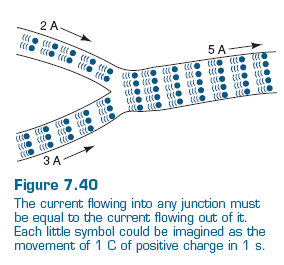 2 A
5 A
3 A
Figure 7.40
The current flowing into any junction must
be equal to the current flowing out of it.
Each little symbol could be imagined as the
movement of 1 C of positive charge in 1 s.